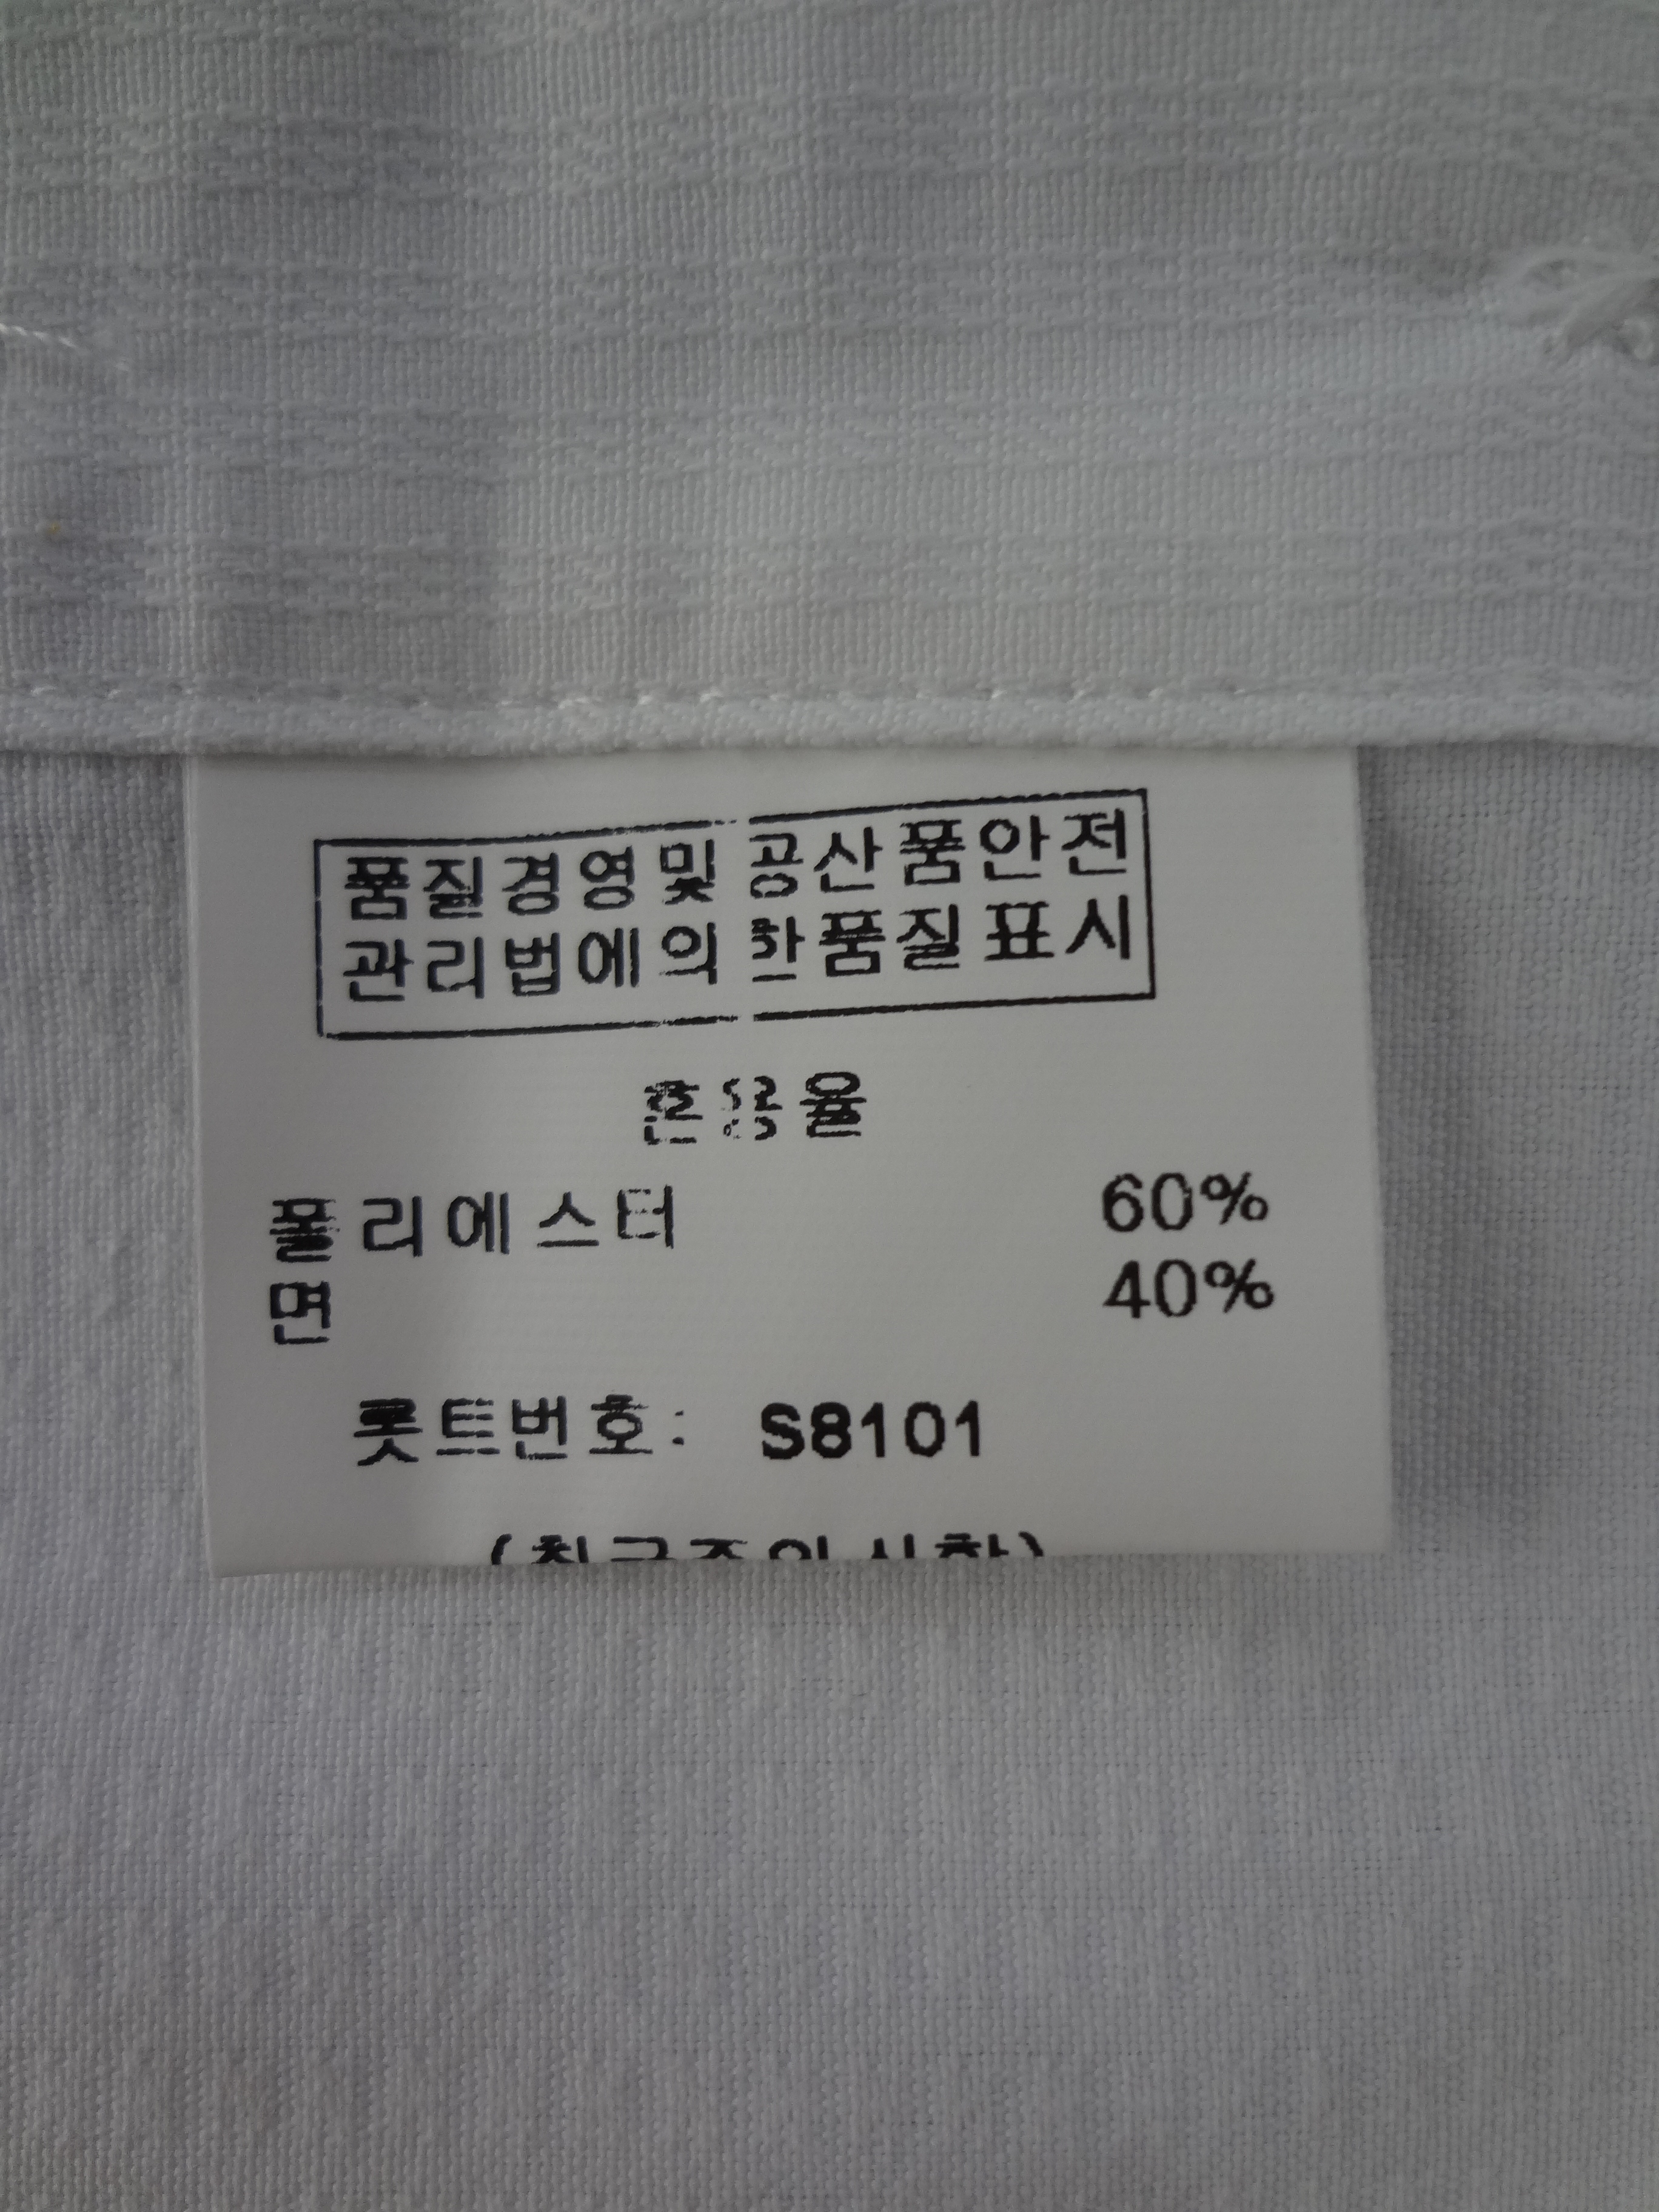 품질경영및 공산품안전
관리법에의한품질표시
혼용율
폴리에스터 60%
면 40%
롯트번호: S8101